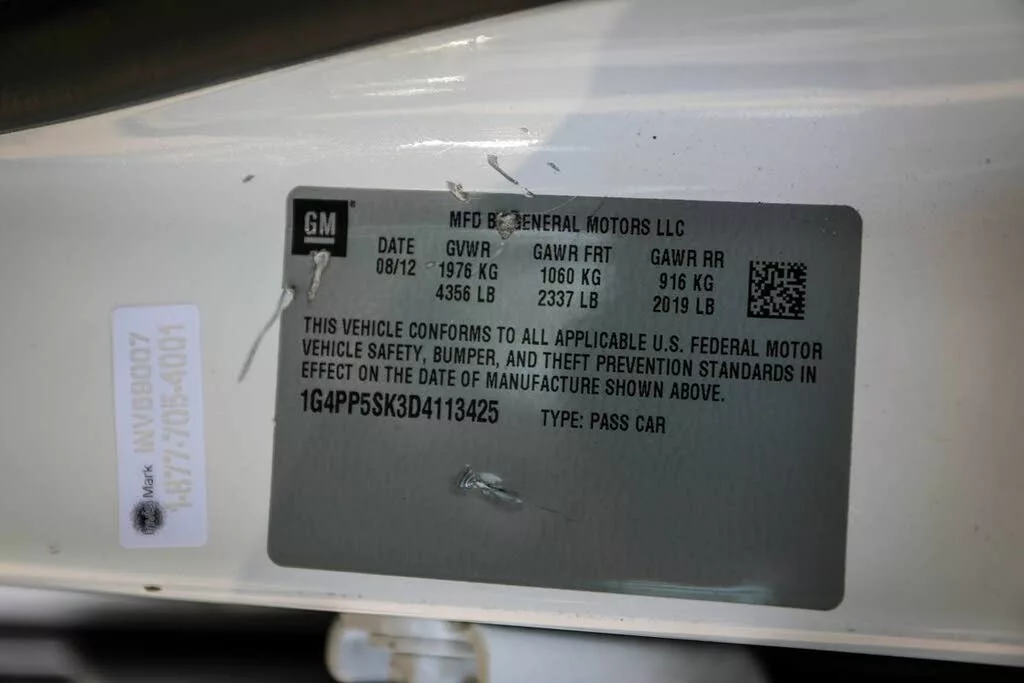 GM
MFD BY GENERAL MOTORS LLC
DATE GVWR GAWR FRT GAWR RR
08/12 1976 KG 1060 KG 916 KG
4356 LB 2337 LB 2019 LB
THIS VEHICLE CONFORMS TO ALL APPLICABLE U.S. FEDERAL MOTOR
VEHICLE SAFETY, BUMPER, AND THEFT PREVENTION STANDARDS IN
EFFECT ON THE DATE OF MANUFACTURE SHOWN ABOVE.
1G4PP5SK3D4113425 TYPE: PASS CAR
Mark
1-877-705-4001